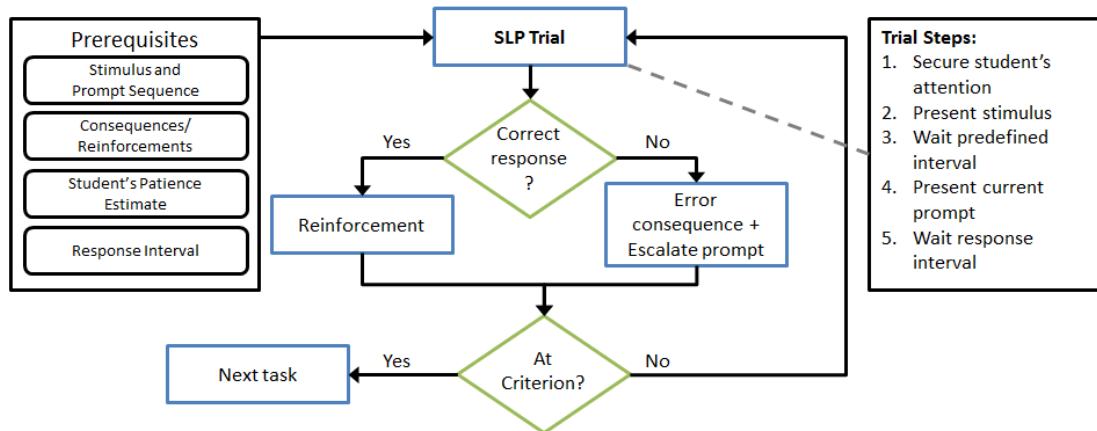 Prerequisites
Stimulus and
Prompt Sequence
Consequences/
Reinforcements
Student's Patience
Estimate
Response Interval
SLP Trial
Correct
response
?
Yes
No
Reinforcement
Error
consequence +
Escalate prompt
At
Criterion?
Yes
No
Next task
Trial Steps:
1. Secure student's
attention
2. Present stimulus
3. Wait predefined
interval
4. Present current
prompt
5. Wait response
interval